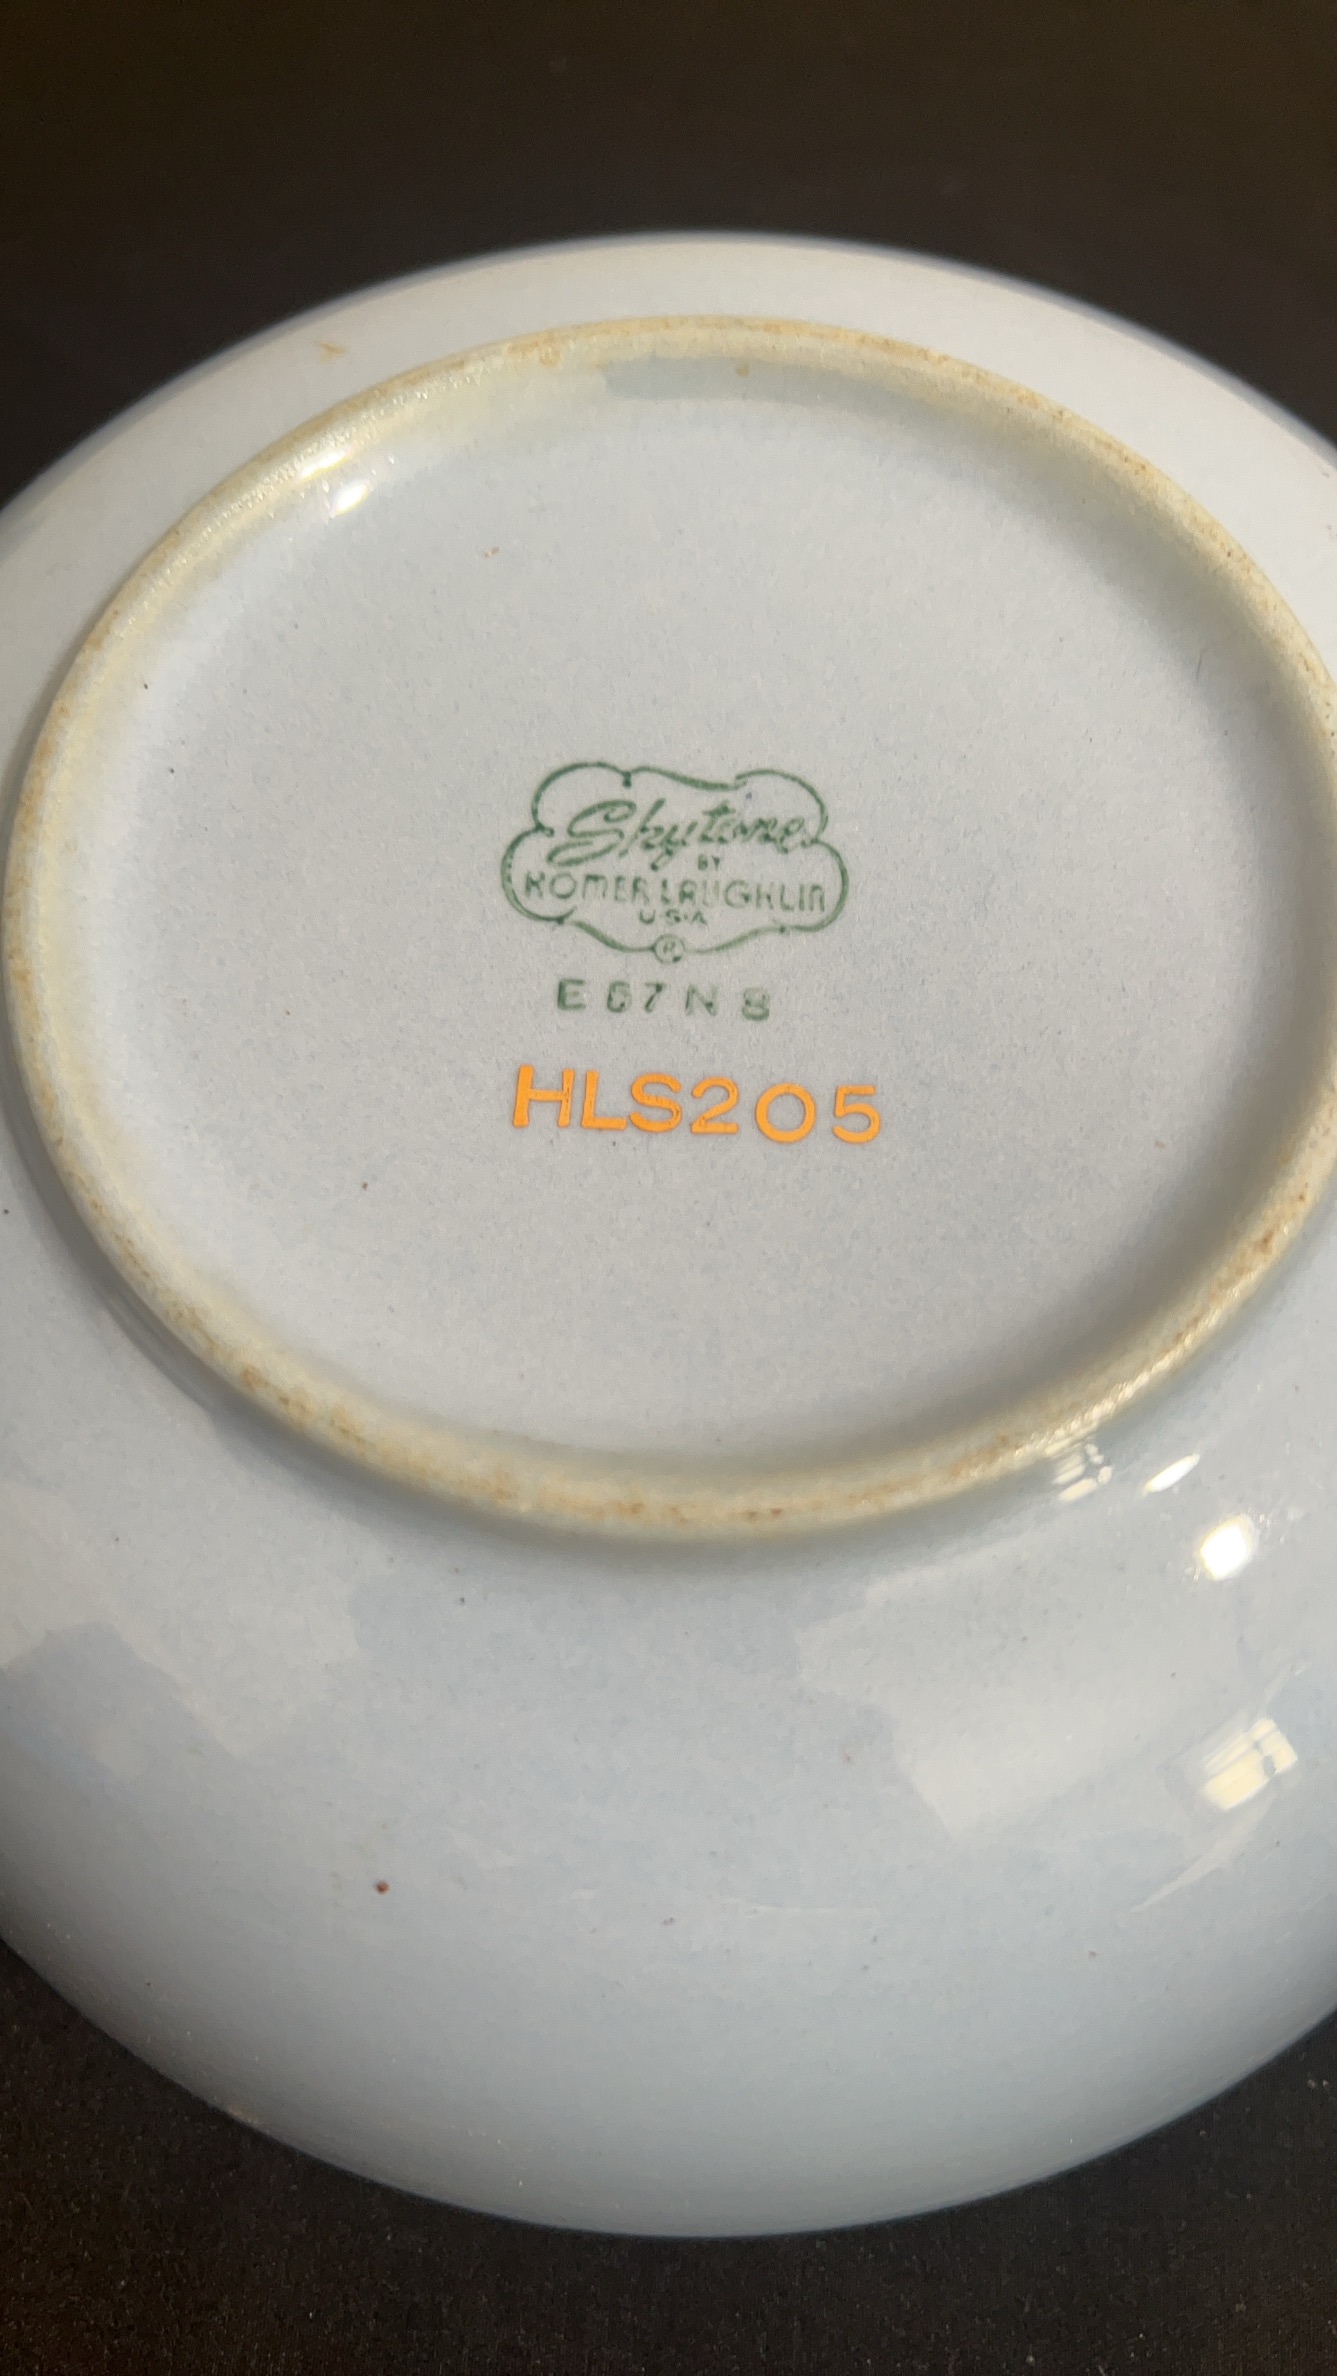 Skytone
BY
HOMER LAUGHLIN
U·S·A
®
E 67 N 8
HLS205